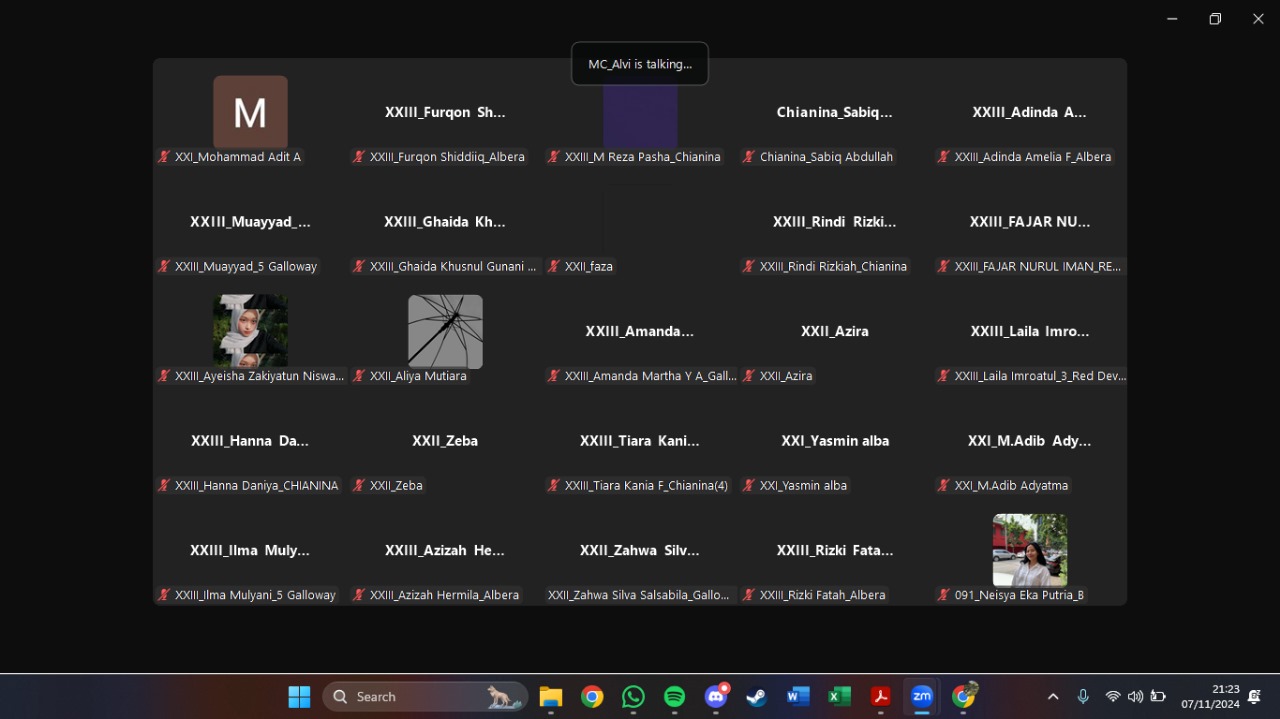 MC_Alvi is talking...
M
XXIII_Furqon Sh...
Chianina_Sabiq...
XXIII_Adinda A...
XXI_Mohammad Adit A
XXIII_Furqon Shiddiiq_Albera
XXIII_M Reza Pasha_Chianina
Chianina_Sabiq Abdullah
XXIII_Adinda Amelia F_Albera
XXIII_Muayyad_...
XXIII_Ghaida Kh...
XXIII_Rindi Rizki...
XXIII_FAJAR NU...
XXIII_Muayyad_5 Galloway
XXIII_Ghaida Khusnul Gunani ...
XXII_faza
XXIII_Rindi Rizkiah_Chianina
XXIII_FAJAR NURUL IMAN_RE...
XXIII_Amanda...
XXII_Azira
XXIII_Laila Imro...
XXIII_Ayeisha Zakiyatun Niswa...
XXII_Aliya Mutiara
XXIII_Amanda Martha Y A_Gall...
XXII_Azira
XXIII_Laila Imroatul_3_Red Dev...
XXIII_Hanna Da...
XXII_Zeba
XXIII_Tiara Kani...
XXI_Yasmin alba
XXI_M.Adib Ady...
XXIII_Hanna Daniya_CHIANINA
XXII_Zeba
XXIII_Tiara Kania F_Chianina(4)
XXI_Yasmin alba
XXI_M.Adib Adyatma
XXIII_Ilma Muly...
XXIII_Azizah He...
XXII_Zahwa Silv...
XXIII_Rizki Fata...
XXIII_Ilma Mulyani_5 Galloway
XXIII_Azizah Hermila_Albera
XXII_Zahwa Silva Salsabila_Gallo...
XXIII_Rizki Fatah_Albera
091_Neisya Eka Putria_B
Search
W
X
zm
21:23
07/11/2024